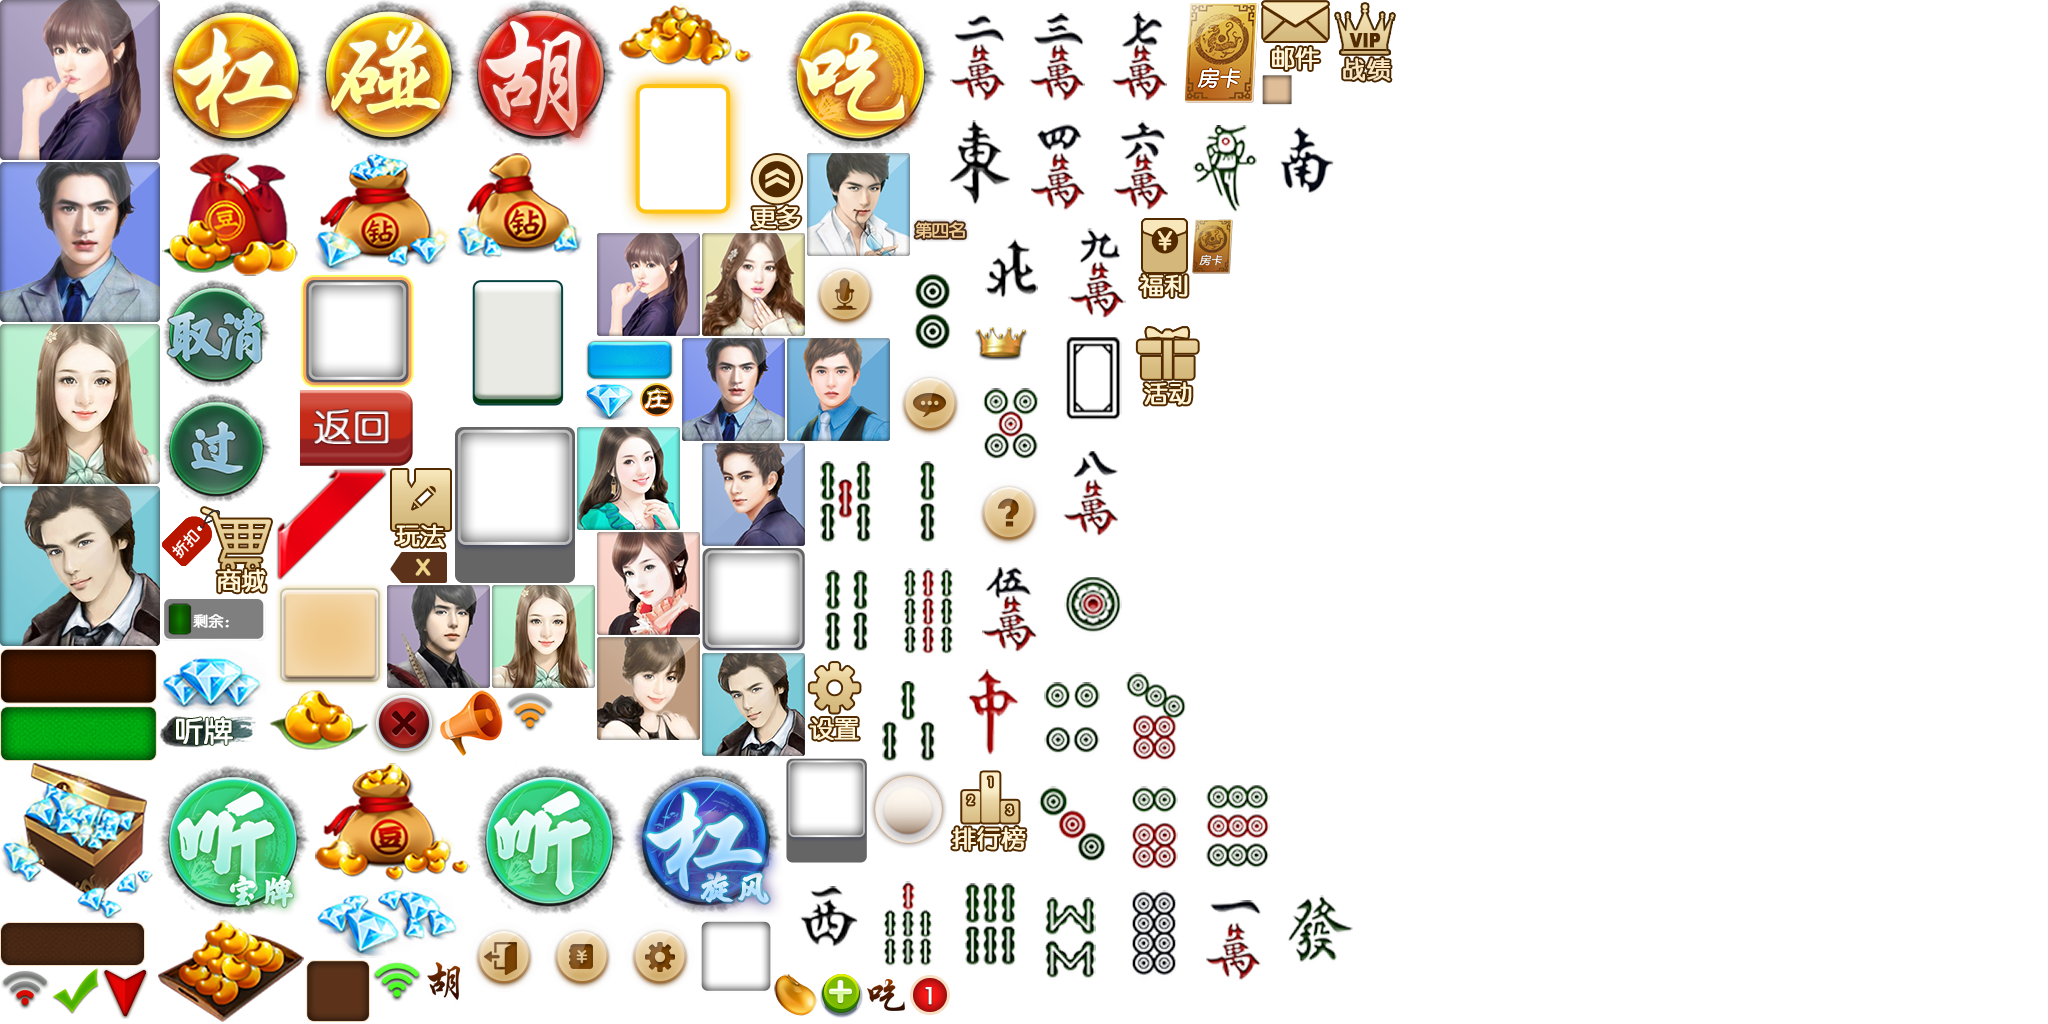 杠
碰
胡
吃
二萬
三萬
七萬
房卡
邮件
VIP
战绩
東
四萬
六萬
南
豆
钻
钻
更多
第四名
北
九萬
¥
福利
房卡
取消
庄
活动
过
返回
八萬
?
折扣
商城
玩法
X
剩余:
伍萬
听牌
中
设置
听
宝牌
豆
听
杠
旋风
1
2
3
排行榜
西
一萬
發
¥
胡
吃
1